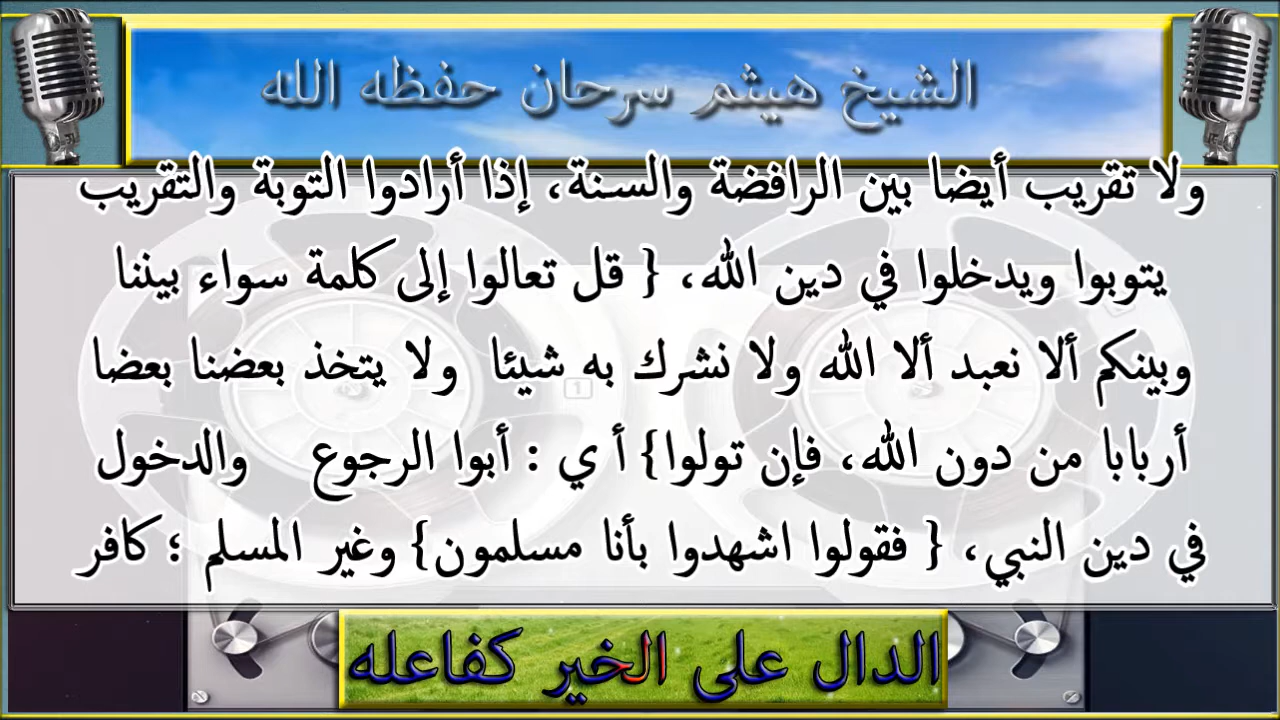 الشيخ هيثم سرحان حفظه الله
ولا تقريب أيضا بين الرافضة والسنة، إذا أرادوا التوبة والتقريب
يتوبوا ويدخلوا في دين الله، { قل تعالوا إلى كلمة سواء بيننا
وبينكم ألا نعبد ألا الله ولا نشرك به شيئا ولا يتخذ بعضنا بعضا
أربابا من دون الله، فإن تولوا} أ ي : أبوا الرجوع والدخول
في دين النبي، { فقولوا اشهدوا بأنا مسلمون} وغير المسلم ؛ كافر
الدال على الخير كفاعله